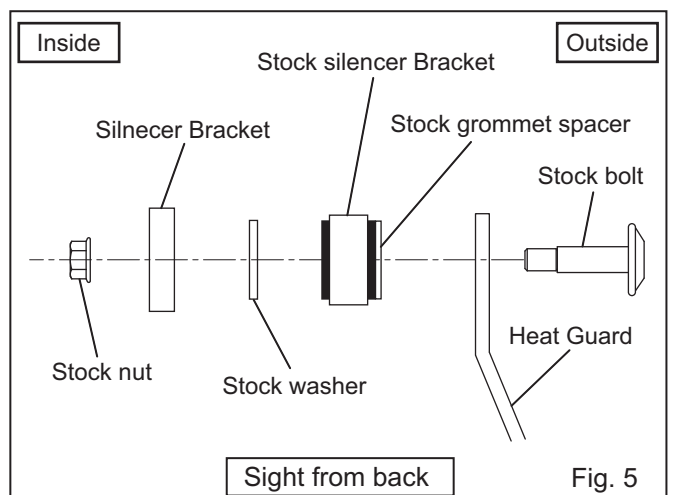 Inside
Outside
Stock silencer Bracket
Silnecer Bracket
Stock grommet spacer
Stock bolt
Heat Guard
Stock nut
Stock washer
Sight from back
Fig. 5